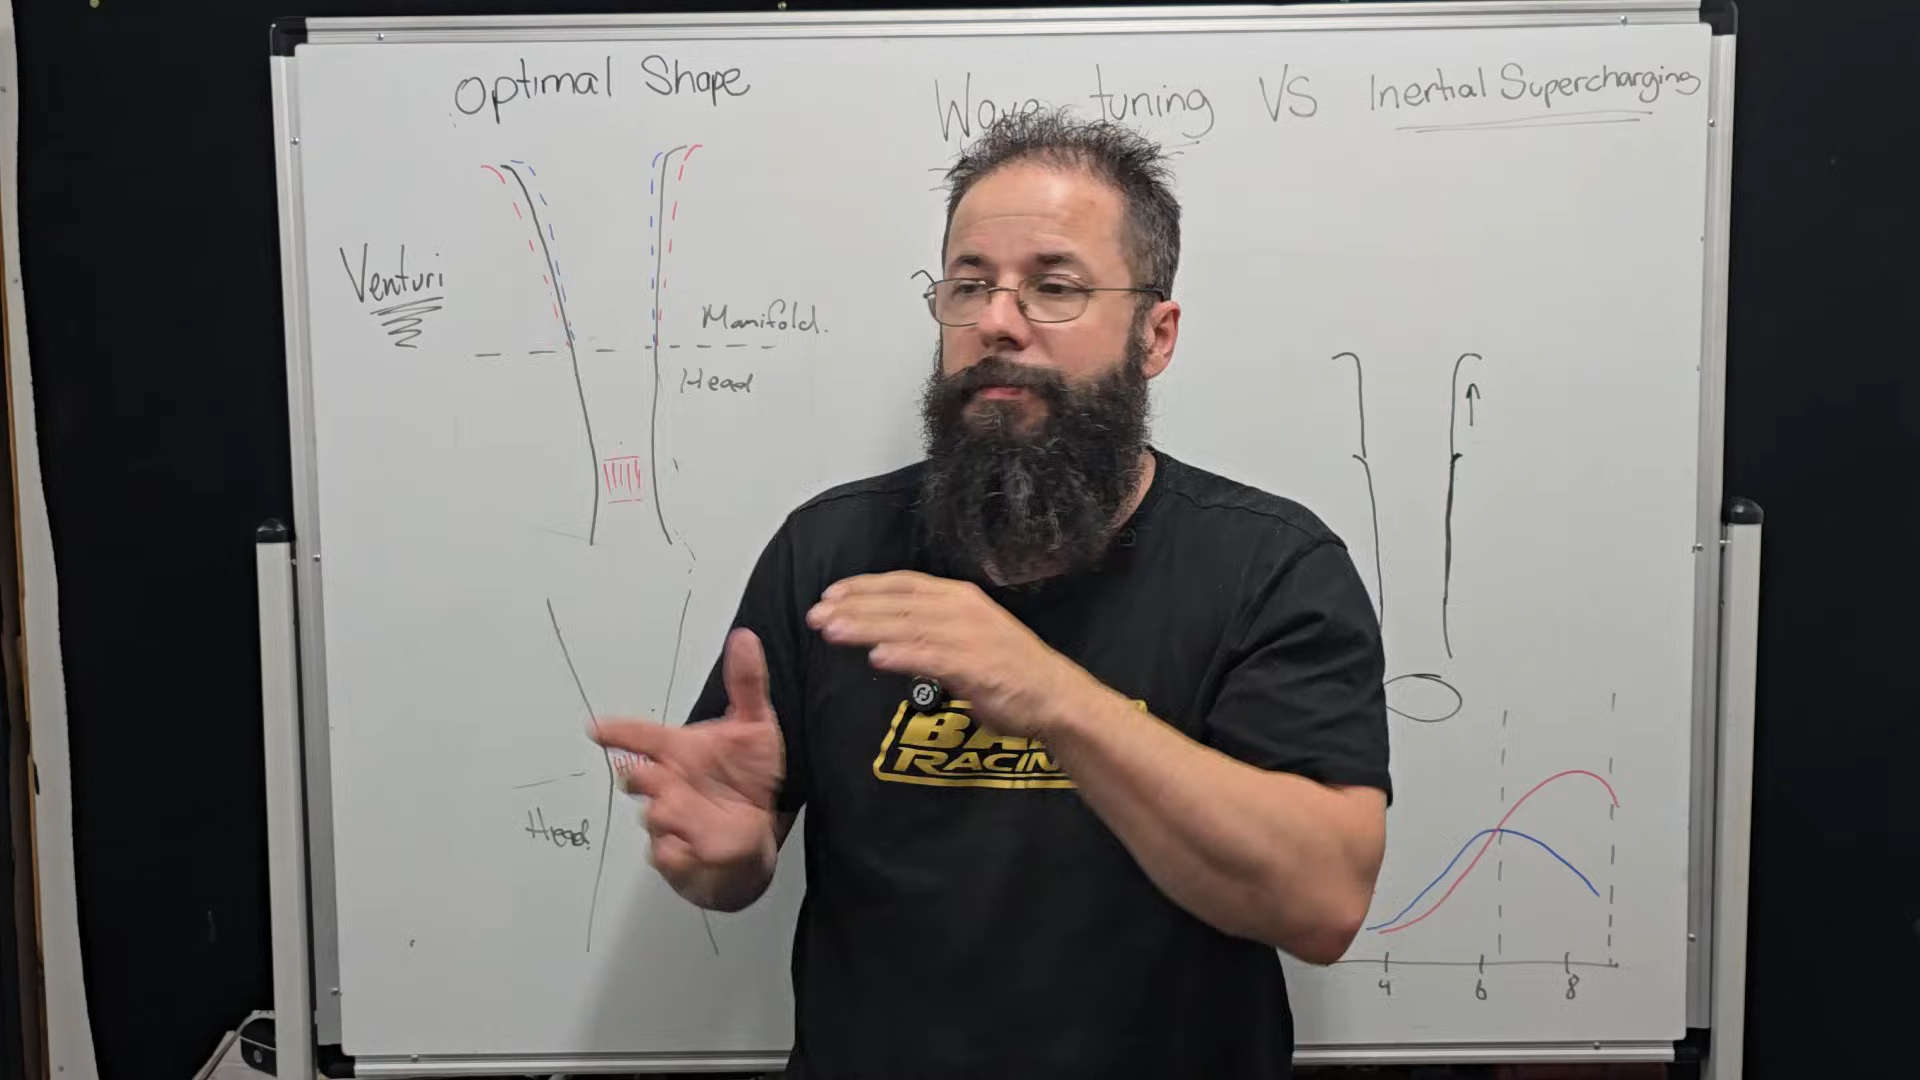 Optimal Shape
Wave tuning VS Inertial Supercharging
Venturi
Manifold.
Head
Head
RACIN
4 6 8